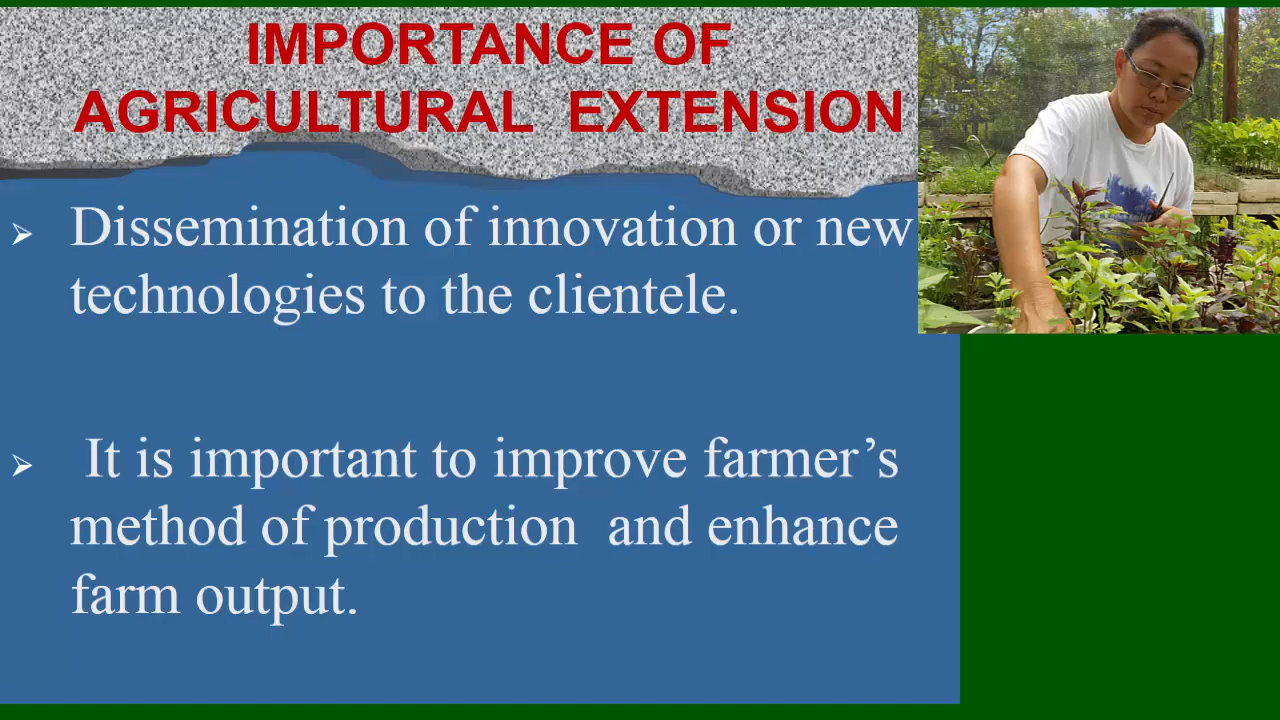 IMPORTANCE OF
AGRICULTURAL EXTENSION
➢ Dissemination of innovation or new
technologies to the clientele.
➢ It is important to improve farmer’s
method of production and enhance
farm output.